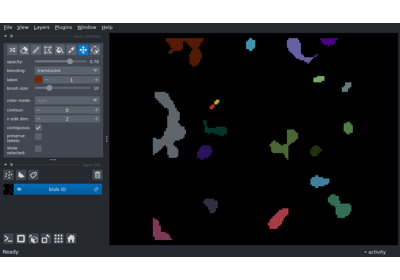 File View Layers Plugins Window Help
opacity: 0.70
blending: translucent
label: 1
brush size: 10
color mode:
contour: 0
n edit dim: 2
contiguous:
preserve
labels:
show
selected:
blob ID
Ready
activity